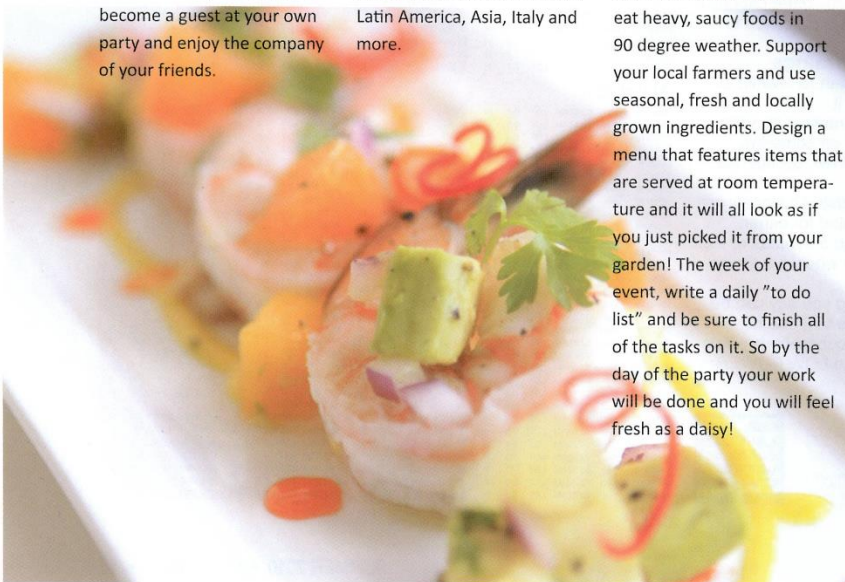 become a guest at your own
party and enjoy the company
of your friends.
Latin America, Asia, Italy and
more.
eat heavy, saucy foods in
90 degree weather. Support
your local farmers and use
seasonal, fresh and locally
grown ingredients. Design a
menu that features items that
are served at room tempera-
ture and it will all look as if
you just picked it from your
garden! The week of your
event, write a daily ”to do
list” and be sure to finish all
of the tasks on it. So by the
day of the party your work
will be done and you will feel
fresh as a daisy!